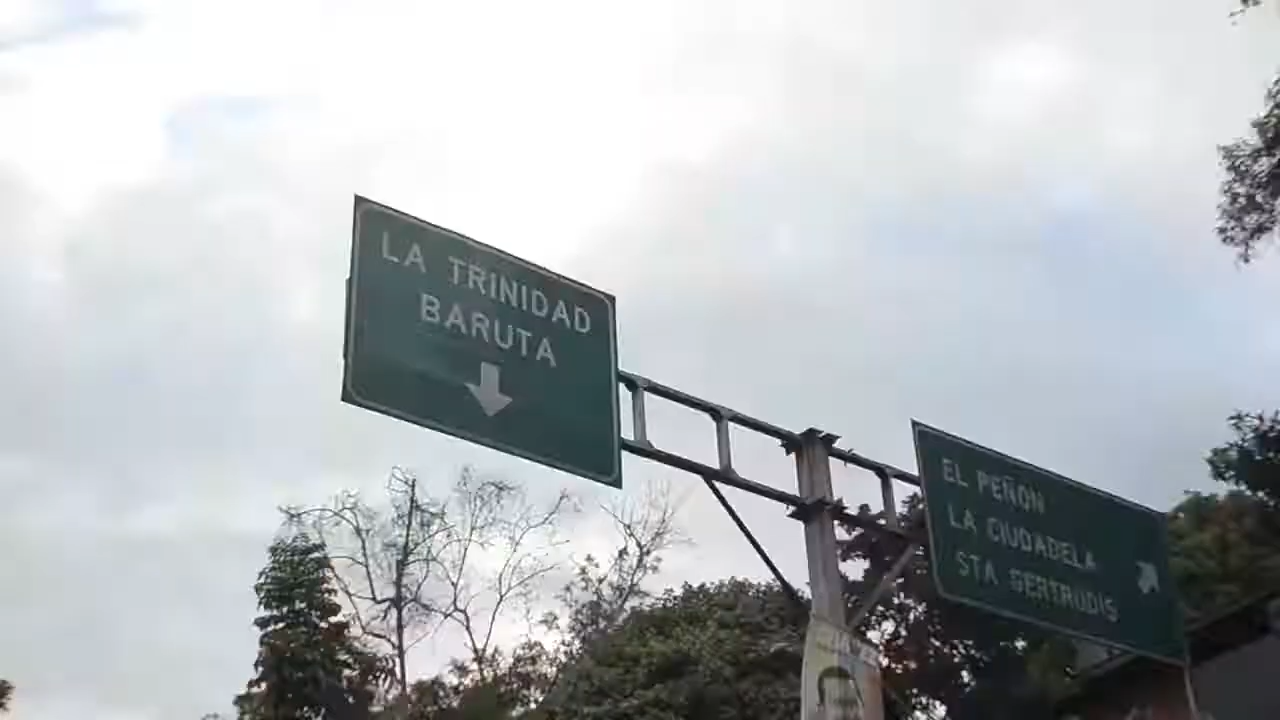 LA TRINIDAD
BARUTA
EL PEÑON
LA CIUDADELA
STA GERTRUDIS